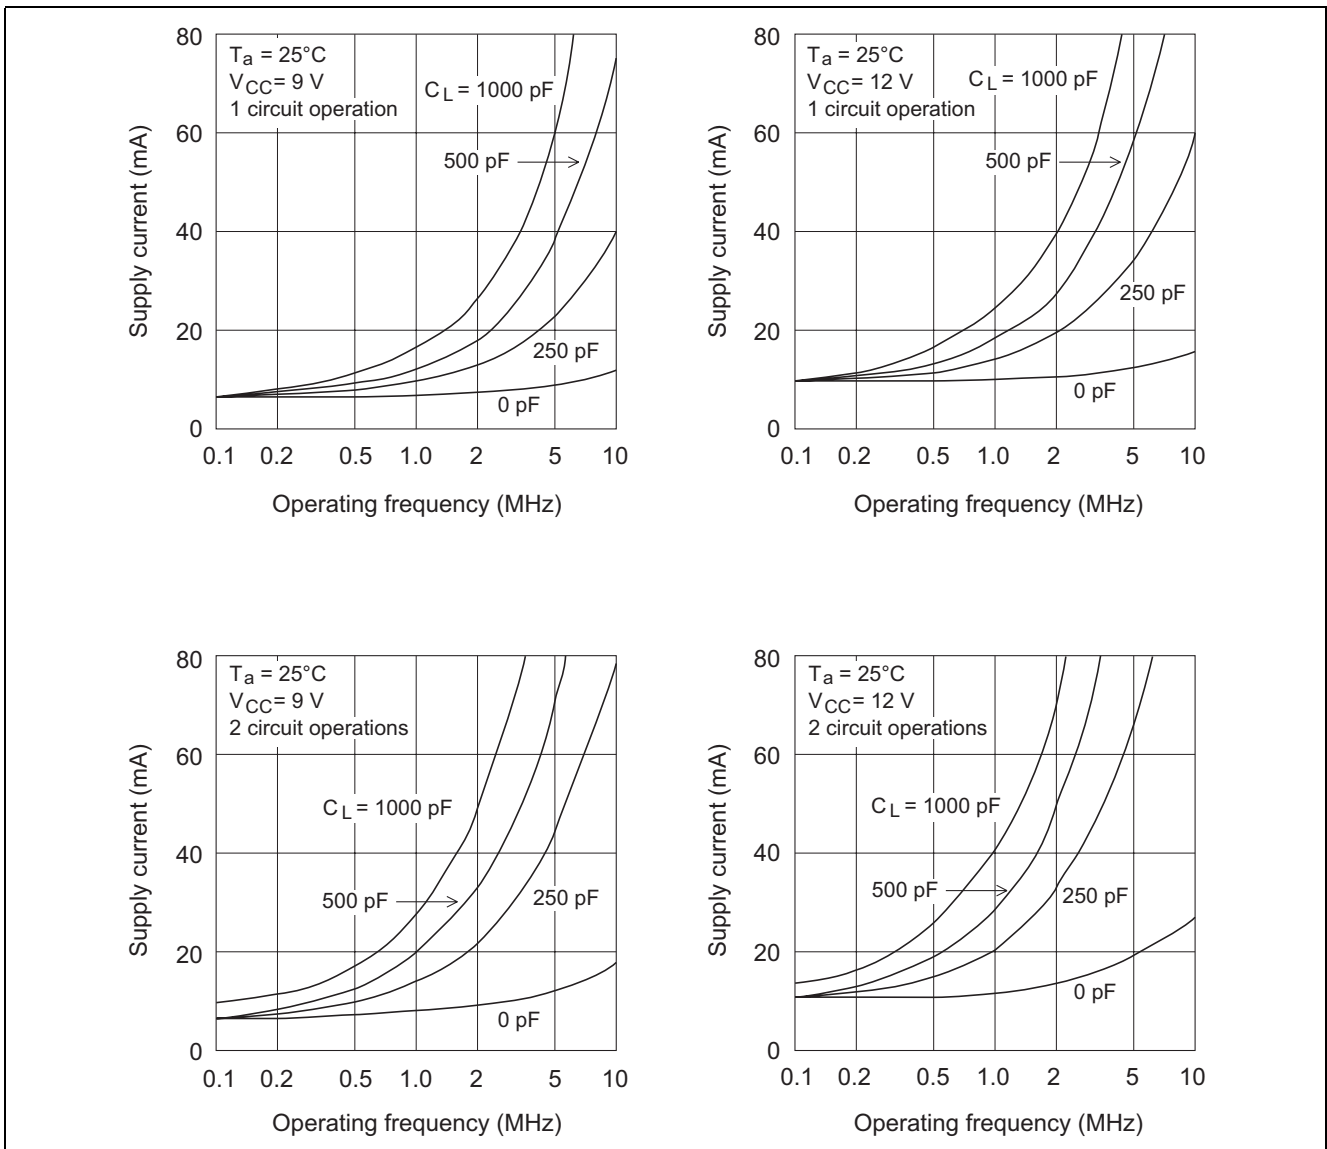 80
60
40
20
0
Supply current (mA)
Ta = 25°C
VCC= 9 V
1 circuit operation
CL = 1000 pF
500 pF
250 pF
0 pF
0.1 0.2 0.5 1.0 2 5 10
Operating frequency (MHz)
80
60
40
20
0
Supply current (mA)
Ta = 25°C
VCC= 12 V
1 circuit operation
CL = 1000 pF
500 pF
250 pF
0 pF
0.1 0.2 0.5 1.0 2 5 10
Operating frequency (MHz)
80
60
40
20
0
Supply current (mA)
Ta = 25°C
VCC= 9 V
2 circuit operations
CL = 1000 pF
500 pF
250 pF
0 pF
0.1 0.2 0.5 1.0 2 5 10
Operating frequency (MHz)
80
60
40
20
0
Supply current (mA)
Ta = 25°C
VCC= 12 V
2 circuit operations
CL = 1000 pF
500 pF
250 pF
0 pF
0.1 0.2 0.5 1.0 2 5 10
Operating frequency (MHz)